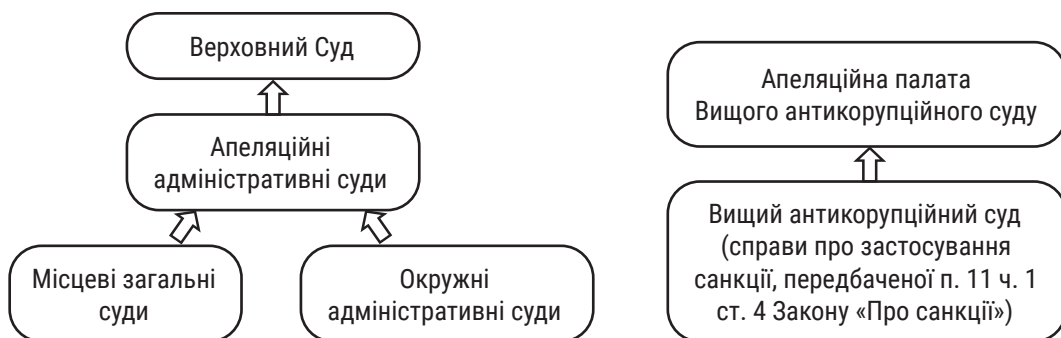 Верховний Суд
Апеляційні
адміністративні суди
Місцеві загальні
суди
Окружні
адміністративні суди
Апеляційна палата
Вищого антикорупційного суду
Вищий антикорупційний суд
(справи про застосування
санкції, передбаченої п. 11 ч. 1
ст. 4 Закону «Про санкції»)